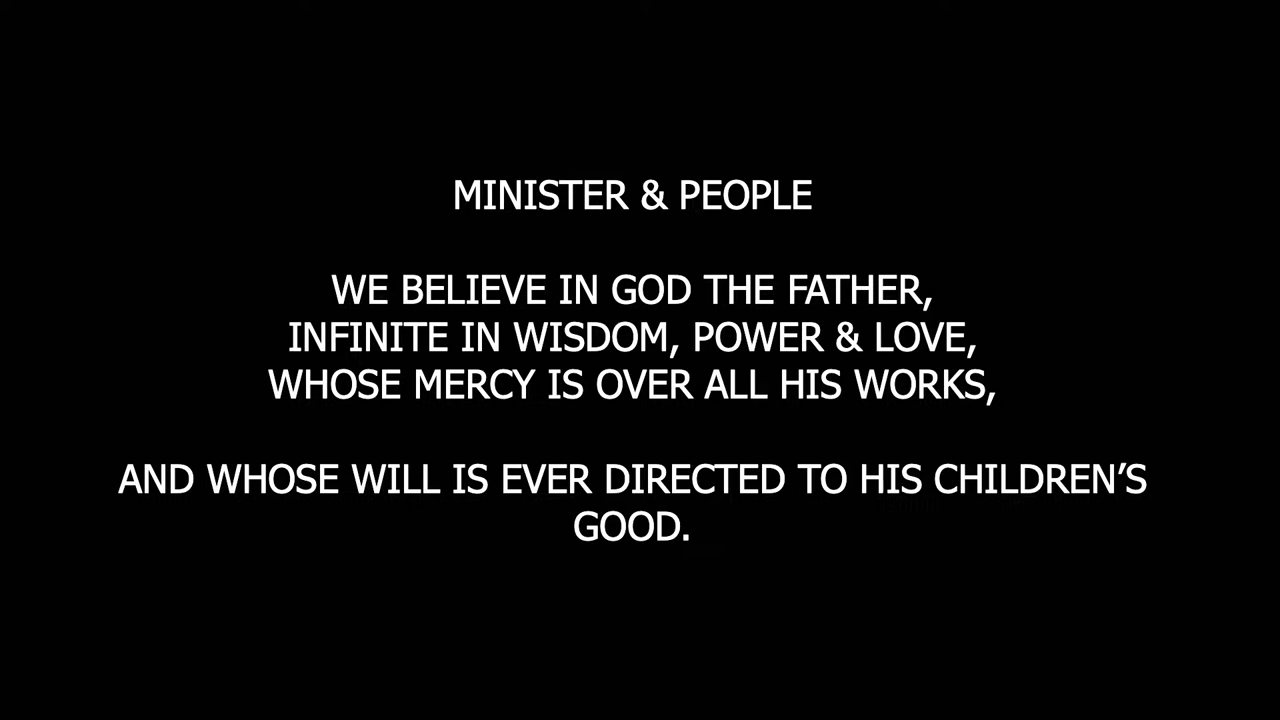 MINISTER & PEOPLE
WE BELIEVE IN GOD THE FATHER,
INFINITE IN WISDOM, POWER & LOVE,
WHOSE MERCY IS OVER ALL HIS WORKS,
AND WHOSE WILL IS EVER DIRECTED TO HIS CHILDREN’S
GOOD.